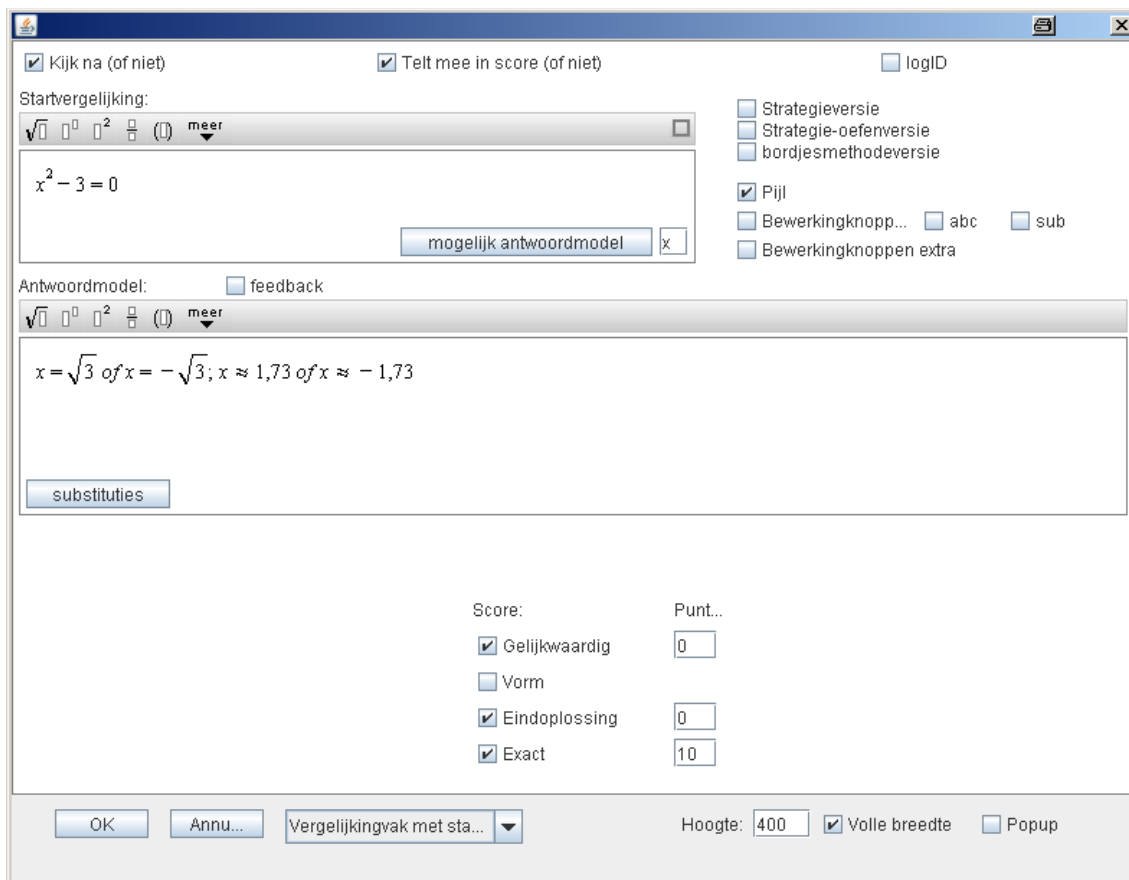 Kijk na (of niet) Telt mee in score (of niet) logID
Startvergelijking:
√▯ ▯▯ ▯² ▯/▯ (▯) meer
x² − 3 = 0
mogelijk antwoordmodel x
Strategieversie
Strategie-oefenversie
bordjesmethodeversie
Pijl
Bewerkingknopp... abc sub
Bewerkingknoppen extra
Antwoordmodel: feedback
√▯ ▯▯ ▯² ▯/▯ (▯) meer
x = √3 of x = − √3; x ≈ 1,73 of x ≈ − 1,73
substituties
Score: Punt...
Gelijkwaardig 0
Vorm
Eindoplossing 0
Exact 10
OK Annu... Vergelijkingvak met sta... Hoogte: 400 Volle breedte Popup